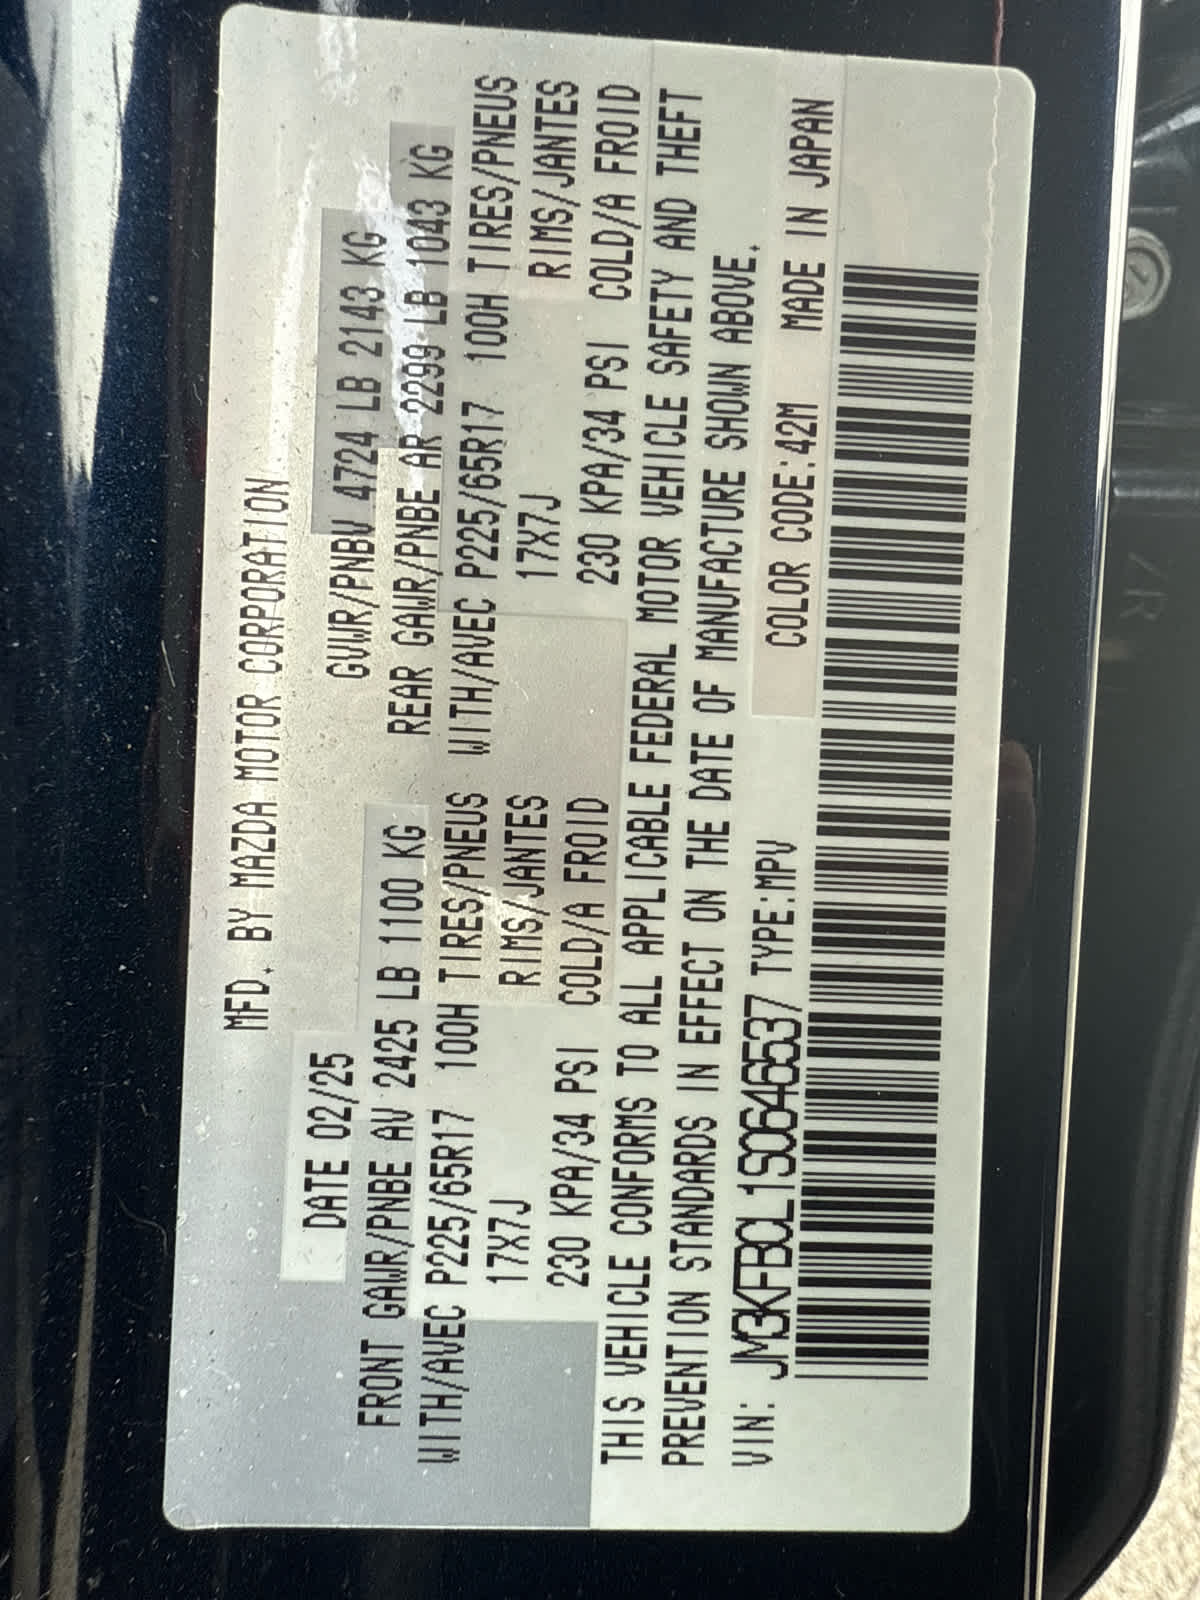 MFD. BY MAZDA MOTOR CORPORATION
DATE 02/25 GVWR/PNBV 4724 LB 2143 KG
FRONT GAWR/PNBE AV 2425 LB 1100 KG REAR GAWR/PNBE AR 2299 LB 1043 KG
WITH/AVEC P225/65R17 100H TIRES/PNEUS WITH/AVEC P225/65R17 100H TIRES/PNEUS
17X7J RIMS/JANTES 17X7J RIMS/JANTES
230 KPA/34 PSI COLD/A FROID 230 KPA/34 PSI COLD/A FROID
THIS VEHICLE CONFORMS TO ALL APPLICABLE FEDERAL MOTOR VEHICLE SAFETY AND THEFT
PREVENTION STANDARDS IN EFFECT ON THE DATE OF MANUFACTURE SHOWN ABOVE.
VIN: JM3KFBCL1S0646537 TYPE:MPV COLOR CODE:42M MADE IN JAPAN